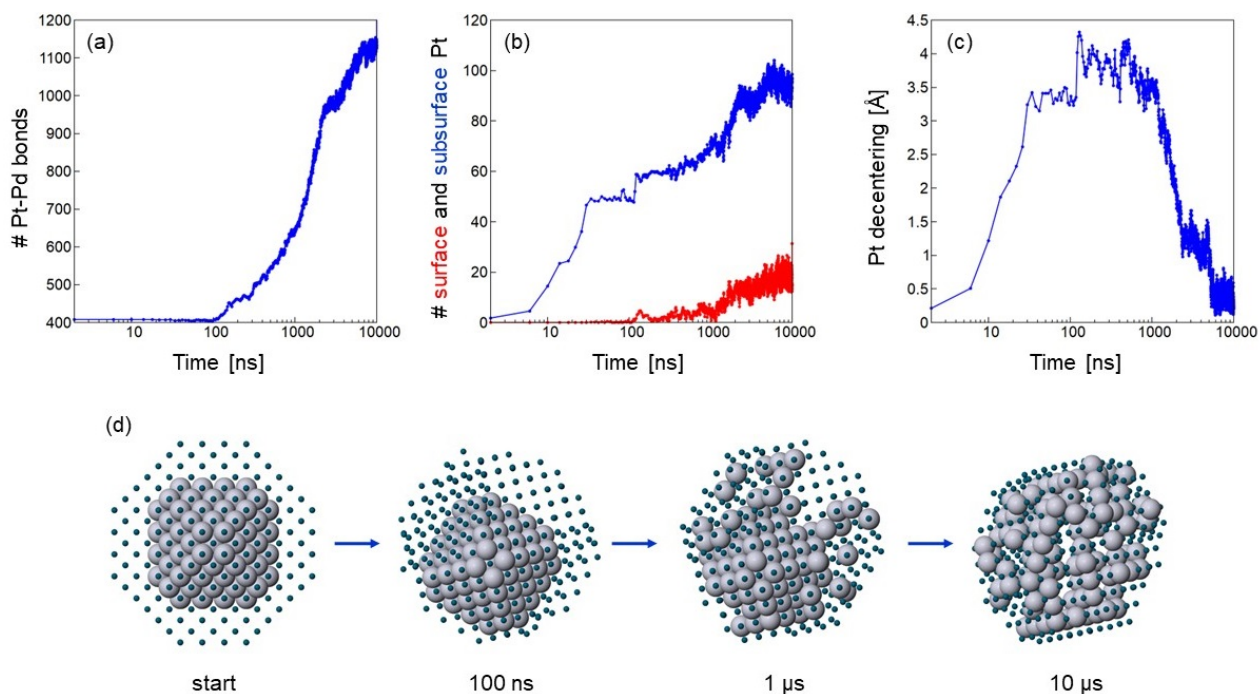 (a)
1200
1100
1000
900
800
700
600
500
400
10
100
1000
10000
# Pt-Pd bonds
Time [ns]
(b)
120
100
80
60
40
20
0
10
100
1000
10000
# surface and subsurface Pt
Time [ns]
(c)
4.5
4
3.5
3
2.5
2
1.5
1
0.5
0
10
100
1000
10000
Pt decentering [Å]
Time [ns]
(d)
start
100 ns
1 µs
10 µs